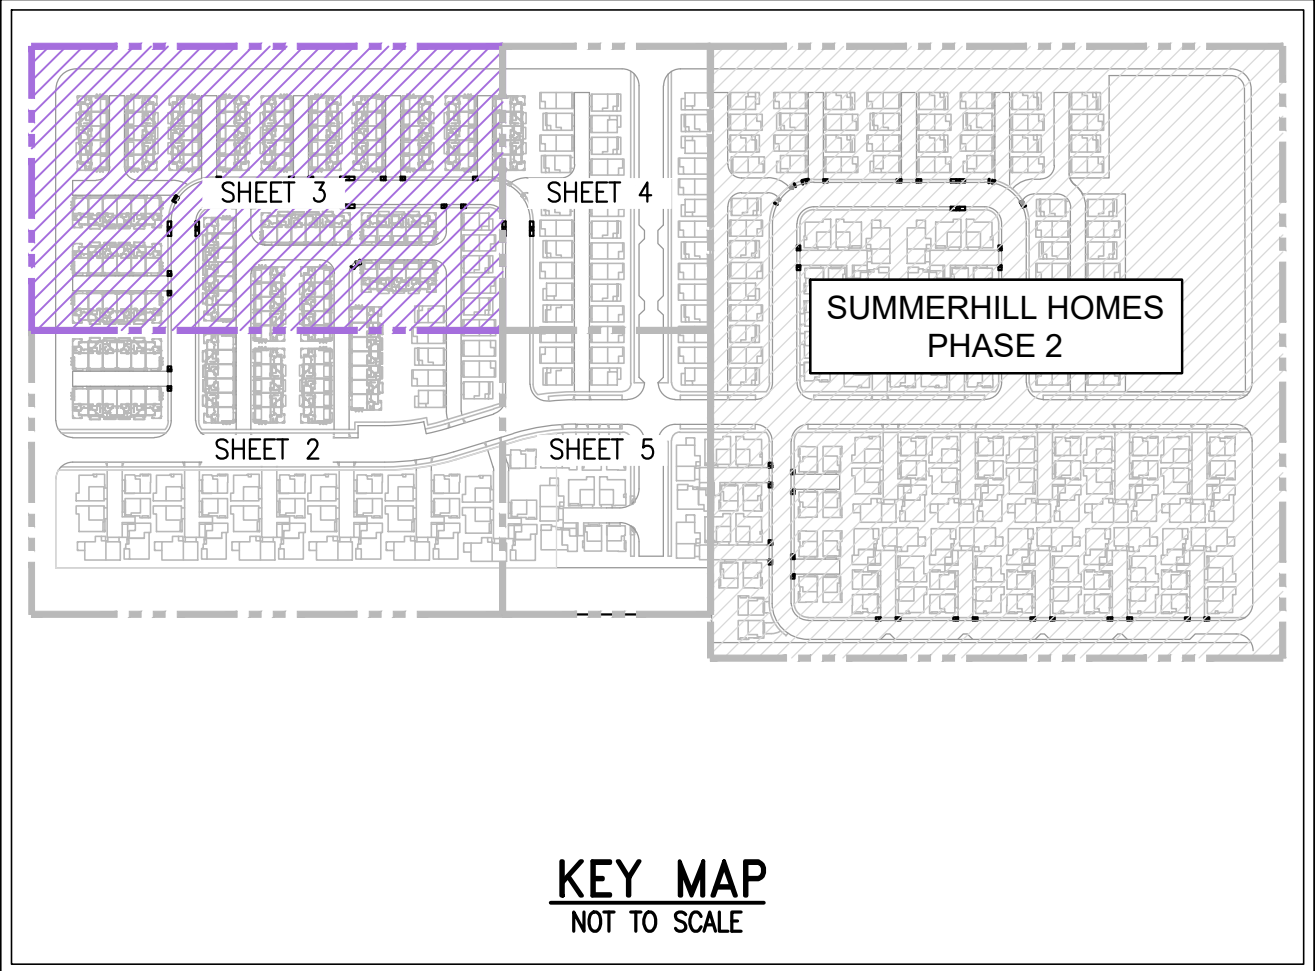 SHEET 3
SHEET 4
SUMMERHILL HOMES
PHASE 2
SHEET 2
SHEET 5
KEY MAP
NOT TO SCALE